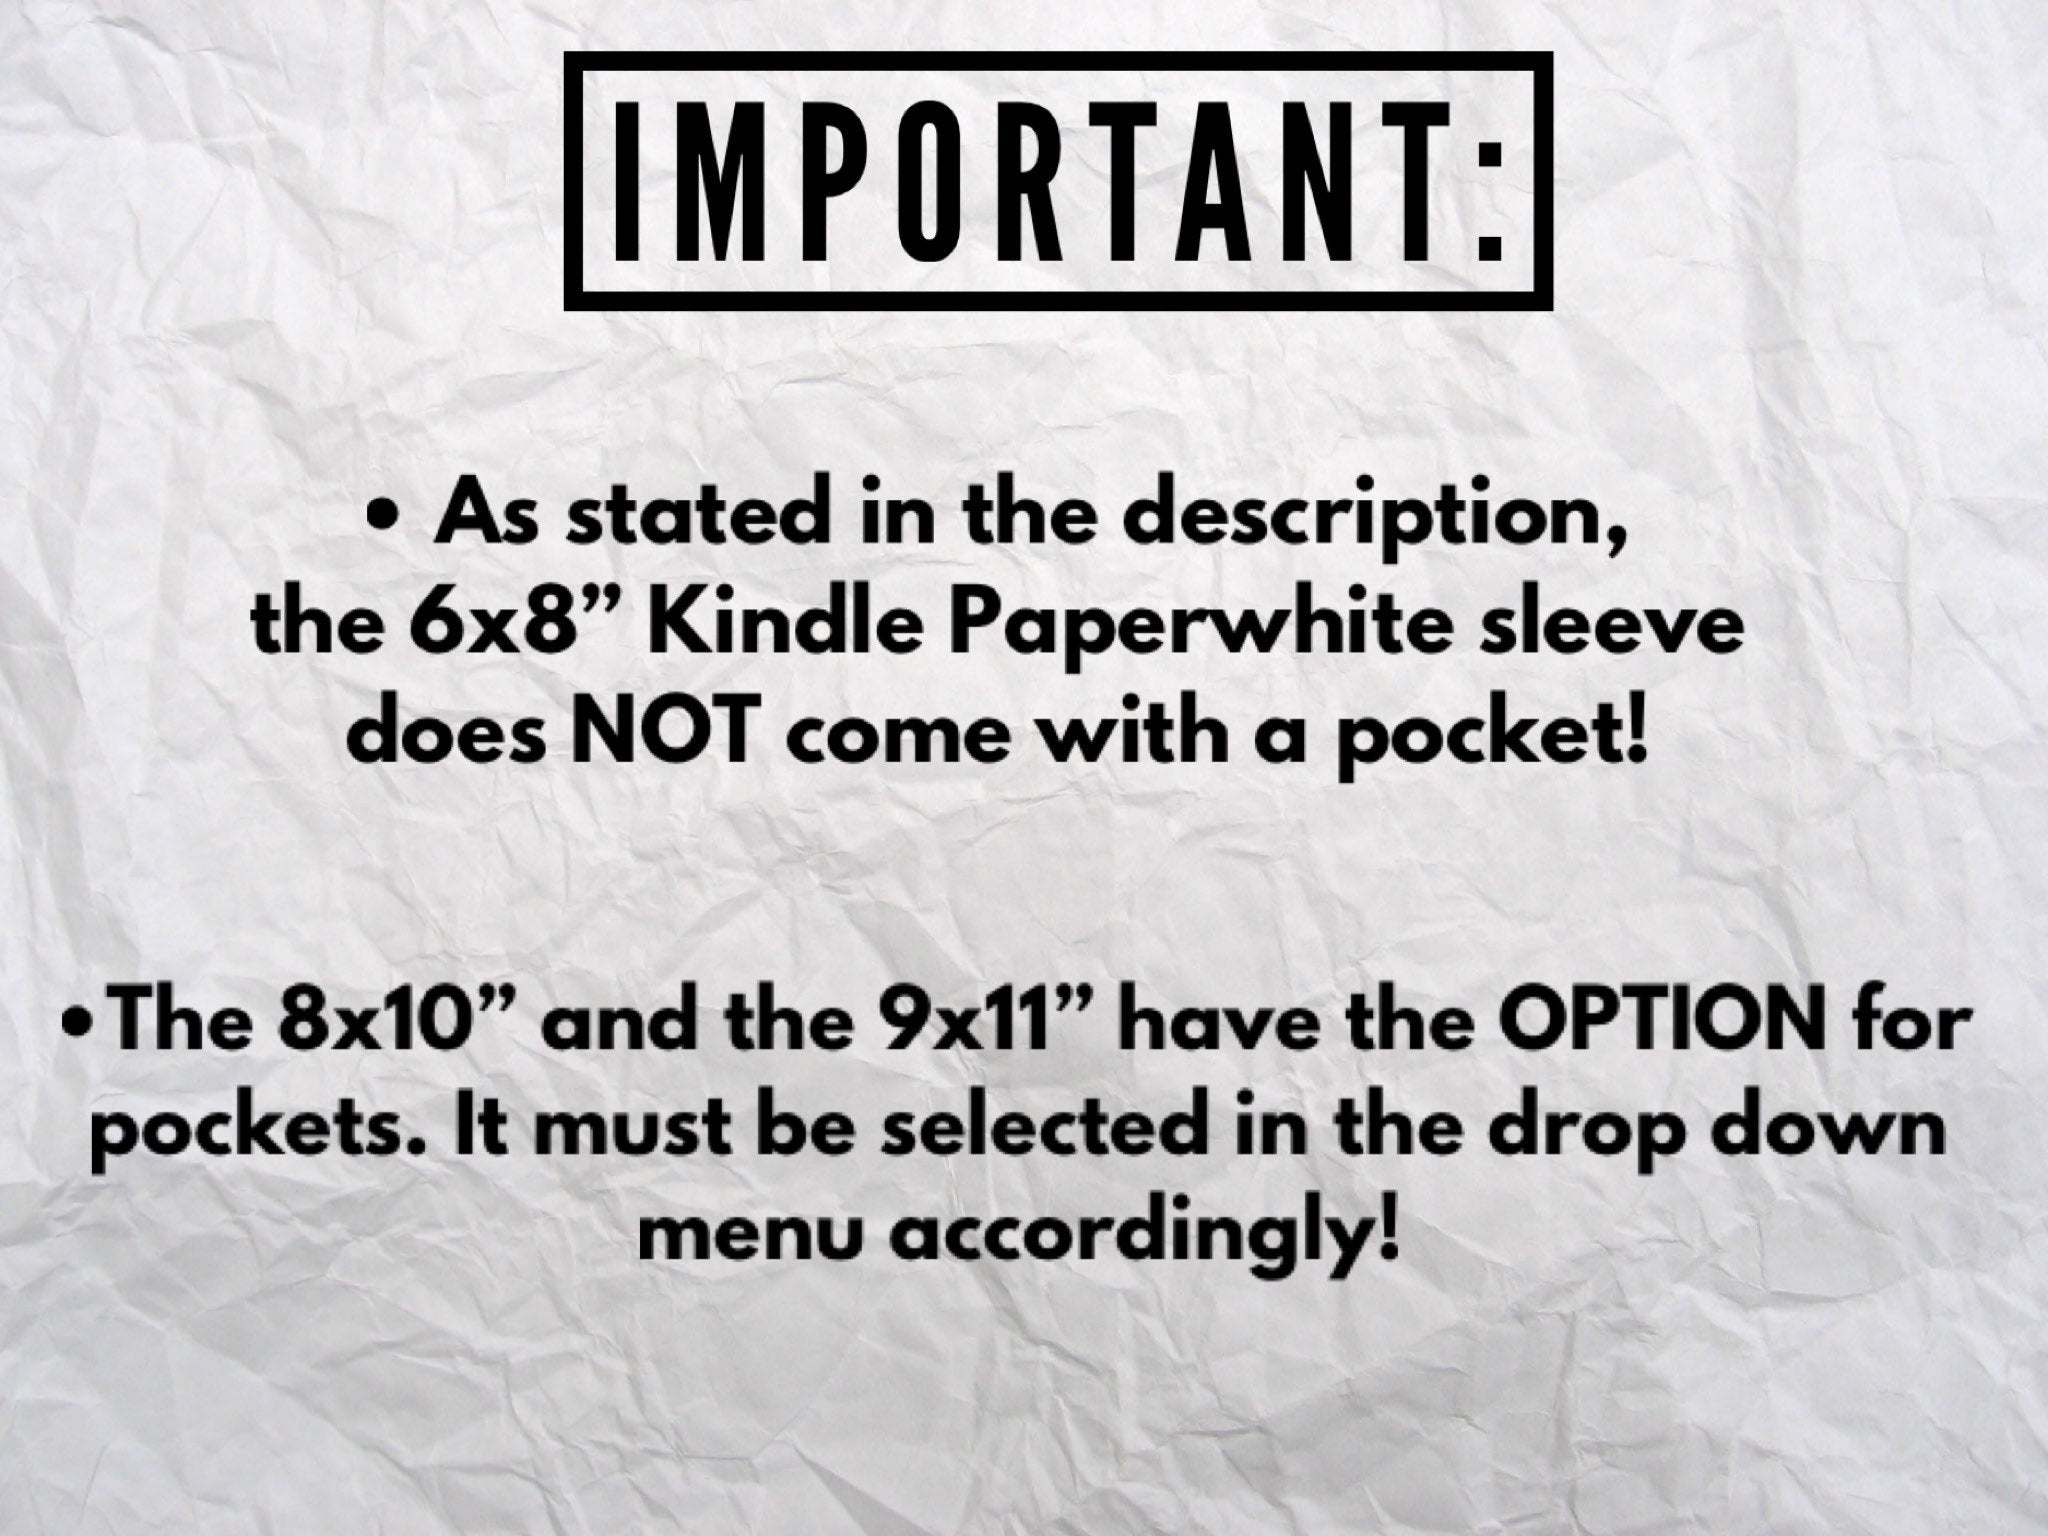 IMPORTANT:
• As stated in the description,
the 6x8” Kindle Paperwhite sleeve
does NOT come with a pocket!
•The 8x10” and the 9x11” have the OPTION for
pockets. It must be selected in the drop down
menu accordingly!